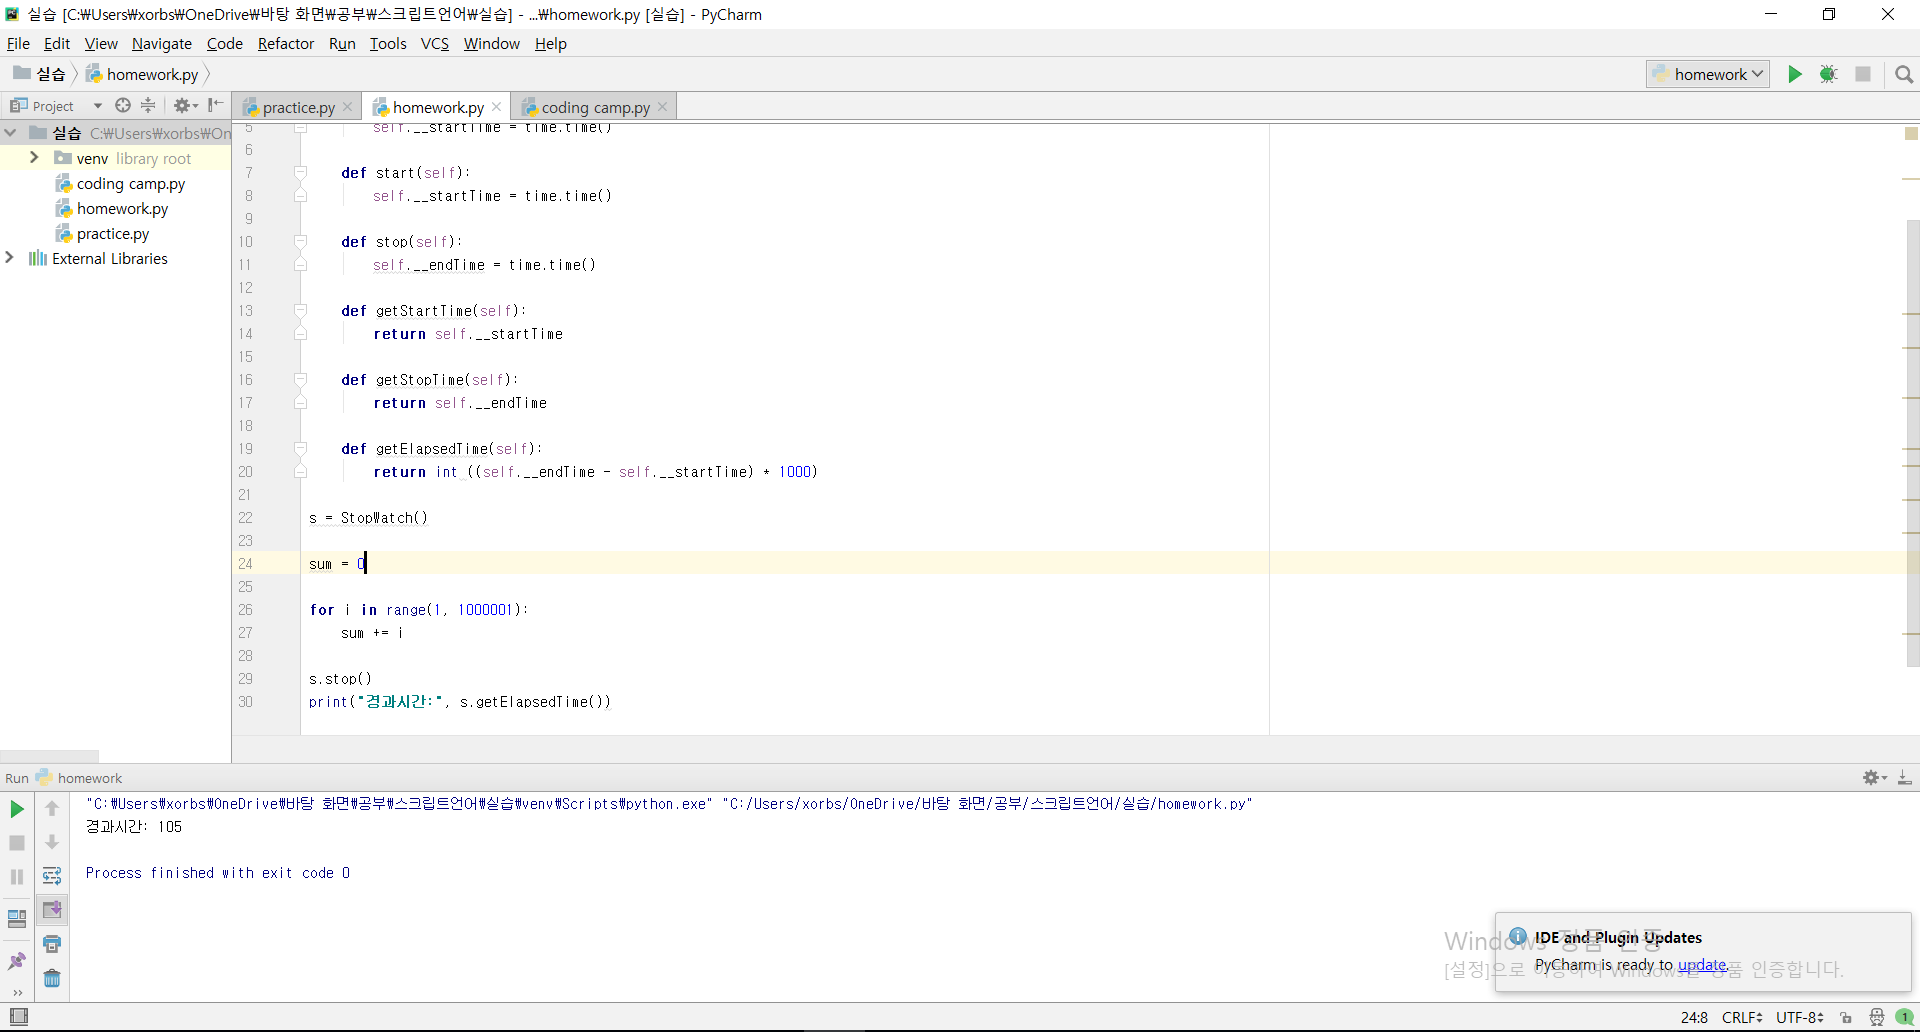 실습 [C:₩Users₩xorbs₩OneDrive₩바탕 화면₩공부₩스크립트언어₩실습] - ...₩homework.py [실습] - PyCharm
File Edit View Navigate Code Refactor Run Tools VCS Window Help
실습 homework.py homework
Project practice.py homework.py coding camp.py
실습 C:₩Users₩xorbs₩On
venv library root
coding camp.py
homework.py
practice.py
External Libraries
5 self.__startTime = time.time()
6
7 def start(self):
8 self.__startTime = time.time()
9
10 def stop(self):
11 self.__endTime = time.time()
12
13 def getStartTime(self):
14 return self.__startTime
15
16 def getStopTime(self):
17 return self.__endTime
18
19 def getElapsedTime(self):
20 return int ((self.__endTime - self.__startTime) * 1000)
21
22 s = StopWatch()
23
24 sum = 0
25
26 for i in range(1, 1000001):
27 sum += i
28
29 s.stop()
30 print("경과시간:", s.getElapsedTime())
Run homework
"C:₩Users₩xorbs₩OneDrive₩바탕 화면₩공부₩스크립트언어₩실습₩venv₩Scripts₩python.exe" "C:/Users/xorbs/OneDrive/바탕 화면/공부/스크립트언어/실습/homework.py"
경과시간: 105
Process finished with exit code 0
Windows 정품 인증
[설정]으로 이동하여 Windows를 정품 인증합니다.
IDE and Plugin Updates
PyCharm is ready to update.
24:8 CRLF UTF-8 1